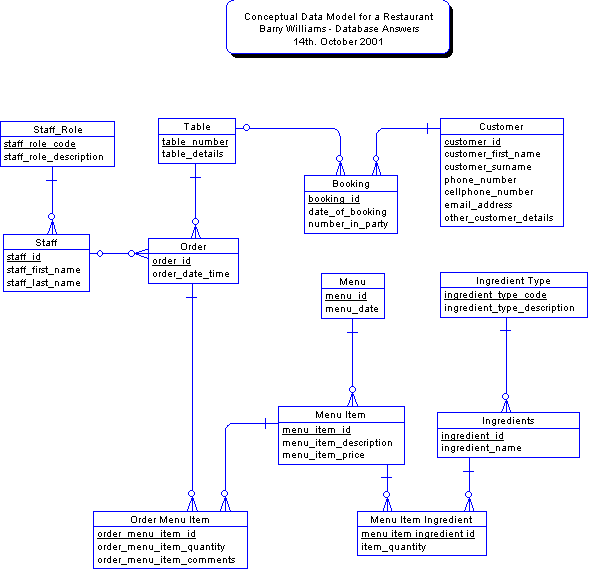 Conceptual Data Model for a Restaurant
Barry Williams - Database Answers
14th. October 2001
Staff_Role
staff_role_code
staff_role_description
Table
table_number
table_details
Customer
customer_id
customer_first_name
customer_surname
phone_number
cellphone_number
email_address
other_customer_details
Booking
booking_id
date_of_booking
number_in_party
Staff
staff_id
staff_first_name
staff_last_name
Order
order_id
order_date_time
Menu
menu_id
menu_date
Ingredient Type
ingredient_type_code
ingredient_type_description
Menu Item
menu_item_id
menu_item_description
menu_item_price
Ingredients
ingredient_id
ingredient_name
Order Menu Item
order_menu_item_id
order_menu_item_quantity
order_menu_item_comments
Menu Item Ingredient
menu item ingredient id
item_quantity